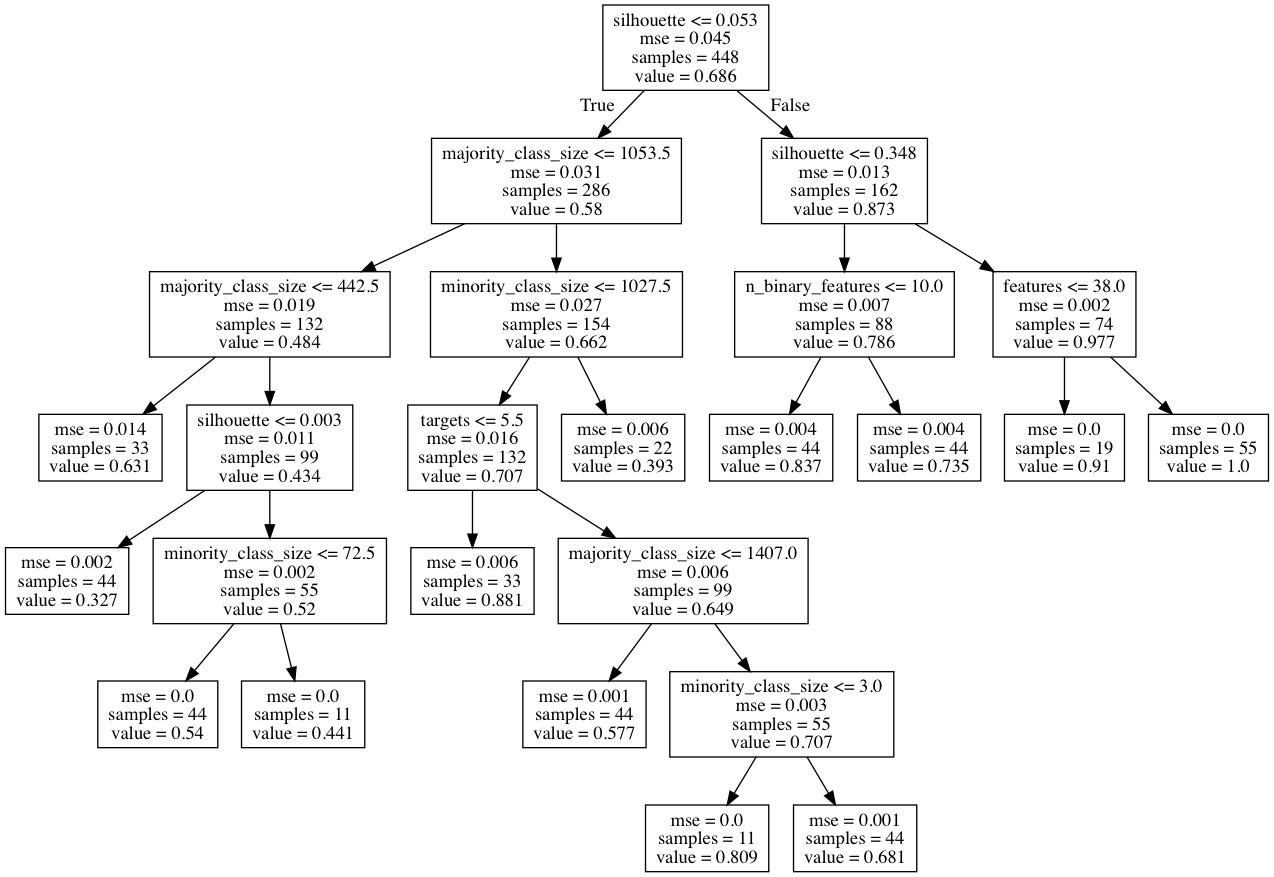 silhouette <= 0.053
mse = 0.045
samples = 448
value = 0.686
True
False
majority_class_size <= 1053.5
mse = 0.031
samples = 286
value = 0.58
silhouette <= 0.348
mse = 0.013
samples = 162
value = 0.873
majority_class_size <= 442.5
mse = 0.019
samples = 132
value = 0.484
minority_class_size <= 1027.5
mse = 0.027
samples = 154
value = 0.662
n_binary_features <= 10.0
mse = 0.007
samples = 88
value = 0.786
features <= 38.0
mse = 0.002
samples = 74
value = 0.977
mse = 0.014
samples = 33
value = 0.631
silhouette <= 0.003
mse = 0.011
samples = 99
value = 0.434
targets <= 5.5
mse = 0.016
samples = 132
value = 0.707
mse = 0.006
samples = 22
value = 0.393
mse = 0.004
samples = 44
value = 0.837
mse = 0.004
samples = 44
value = 0.735
mse = 0.0
samples = 19
value = 0.91
mse = 0.0
samples = 55
value = 1.0
mse = 0.002
samples = 44
value = 0.327
minority_class_size <= 72.5
mse = 0.002
samples = 55
value = 0.52
mse = 0.006
samples = 33
value = 0.881
majority_class_size <= 1407.0
mse = 0.006
samples = 99
value = 0.649
mse = 0.0
samples = 44
value = 0.54
mse = 0.0
samples = 11
value = 0.441
mse = 0.001
samples = 44
value = 0.577
minority_class_size <= 3.0
mse = 0.003
samples = 55
value = 0.707
mse = 0.0
samples = 11
value = 0.809
mse = 0.001
samples = 44
value = 0.681